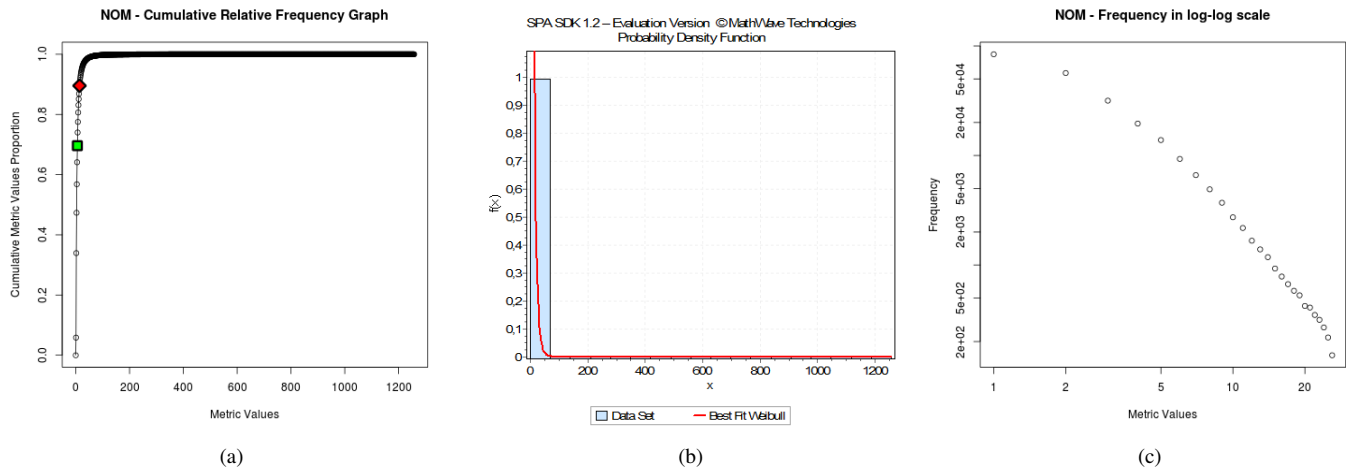 NOM - Cumulative Relative Frequency Graph
Cumulative Metric Values Proportion
1.0
0.8
0.6
0.4
0.2
0.0
0 200 400 600 800 1000 1200
Metric Values
(a)
SPA SDK 1.2 – Evaluation Version ©MathWave Technologies
Probability Density Function
f(x)
1
0,9
0,8
0,7
0,6
0,5
0,4
0,3
0,2
0,1
0
0 200 400 600 800 1000 1200
x
Data Set Best Fit Weibull
(b)
NOM - Frequency in log-log scale
Frequency
5e+04
2e+04
5e+03
2e+03
5e+02
2e+02
1 2 5 10 20
Metric Values
(c)